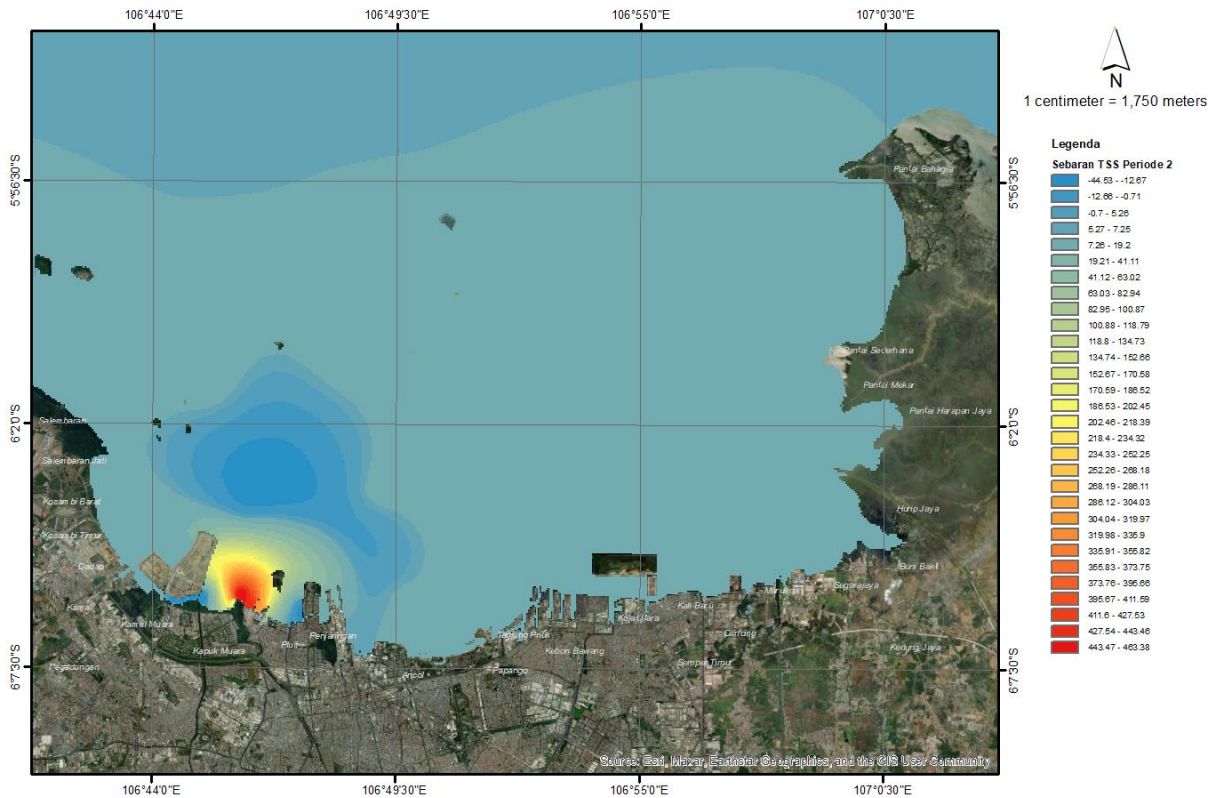 106°44'0"E 106°49'30"E 106°55'0"E 107°0'30"E
N
1 centimeter = 1,750 meters
Legenda
Sebaran TSS Periode 2
-44.53 - -12.67
-12.66 - -0.71
-0.7 - 5.26
5.27 - 7.25
7.26 - 19.2
19.21 - 41.11
41.12 - 63.02
63.03 - 82.94
82.95 - 100.87
100.88 - 118.79
118.8 - 134.73
134.74 - 152.66
152.67 - 170.58
170.59 - 186.52
186.53 - 202.45
202.46 - 218.39
218.4 - 234.32
234.33 - 252.25
252.26 - 268.18
268.19 - 286.11
286.12 - 304.03
304.04 - 319.97
319.98 - 335.9
335.91 - 355.82
355.83 - 373.75
373.76 - 395.66
395.67 - 411.59
411.6 - 427.53
427.54 - 443.46
443.47 - 463.38
5°56'30"S 5°56'30"S
6°2'0"S 6°2'0"S
6°7'30"S 6°7'30"S
Pantai Bahagia
Pantai Sederhana
Pantai Mekar
Pantai Harapan Jaya
Salembaran
Salembaran Jati
Kosambi Barat
Hurip Jaya
Kosambi Timur
Dadap
Buni Bakti
Segarajaya
Marunda
Kamal
Kali Baru
Kamal Muara
Koja Utara
Penjaringan
Tanjung Priuk
Cilincing
Pluit
Kapuk Muara
Kebon Bawang
Kedung Jaya
Pegadungan
Semper Timur
Ancol
Papango
Source: Esri, Maxar, Earthstar Geographics, and the GIS User Community
106°44'0"E 106°49'30"E 106°55'0"E 107°0'30"E